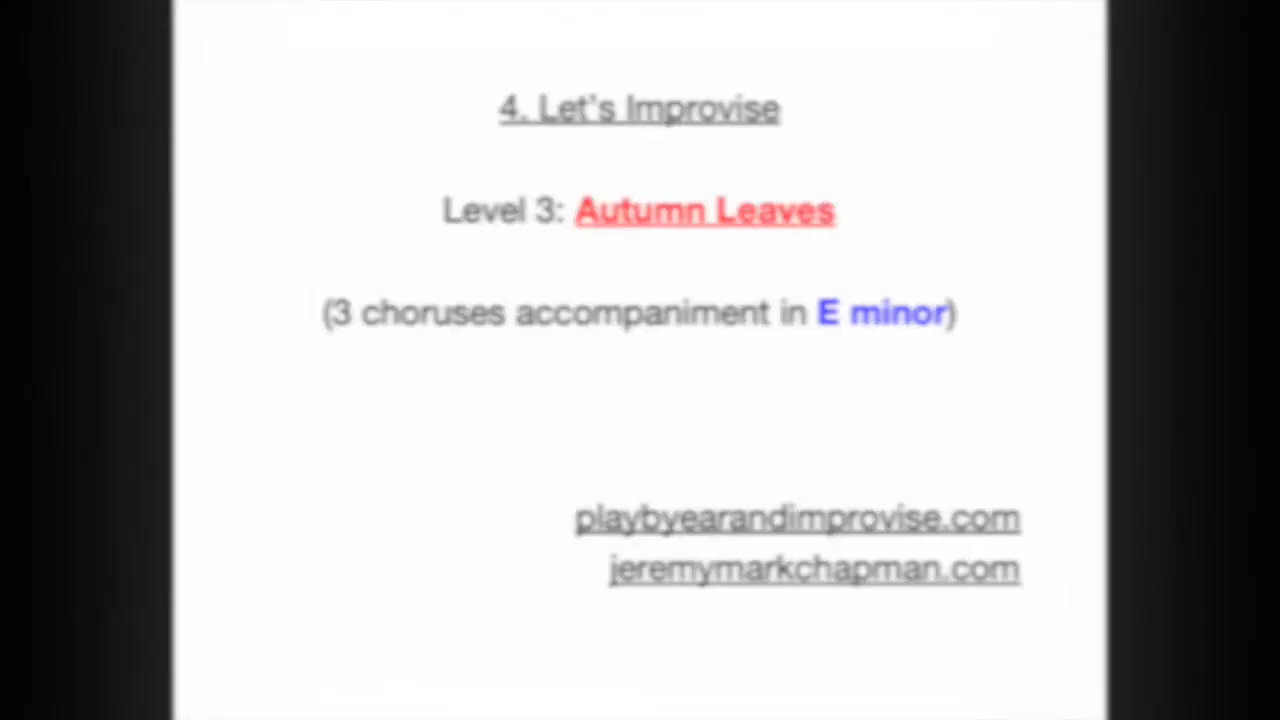 4. Let's Improvise
Level 3: Autumn Leaves
(3 choruses accompaniment in E minor)
playbyearandimprovise.com
jeremymarkchapman.com